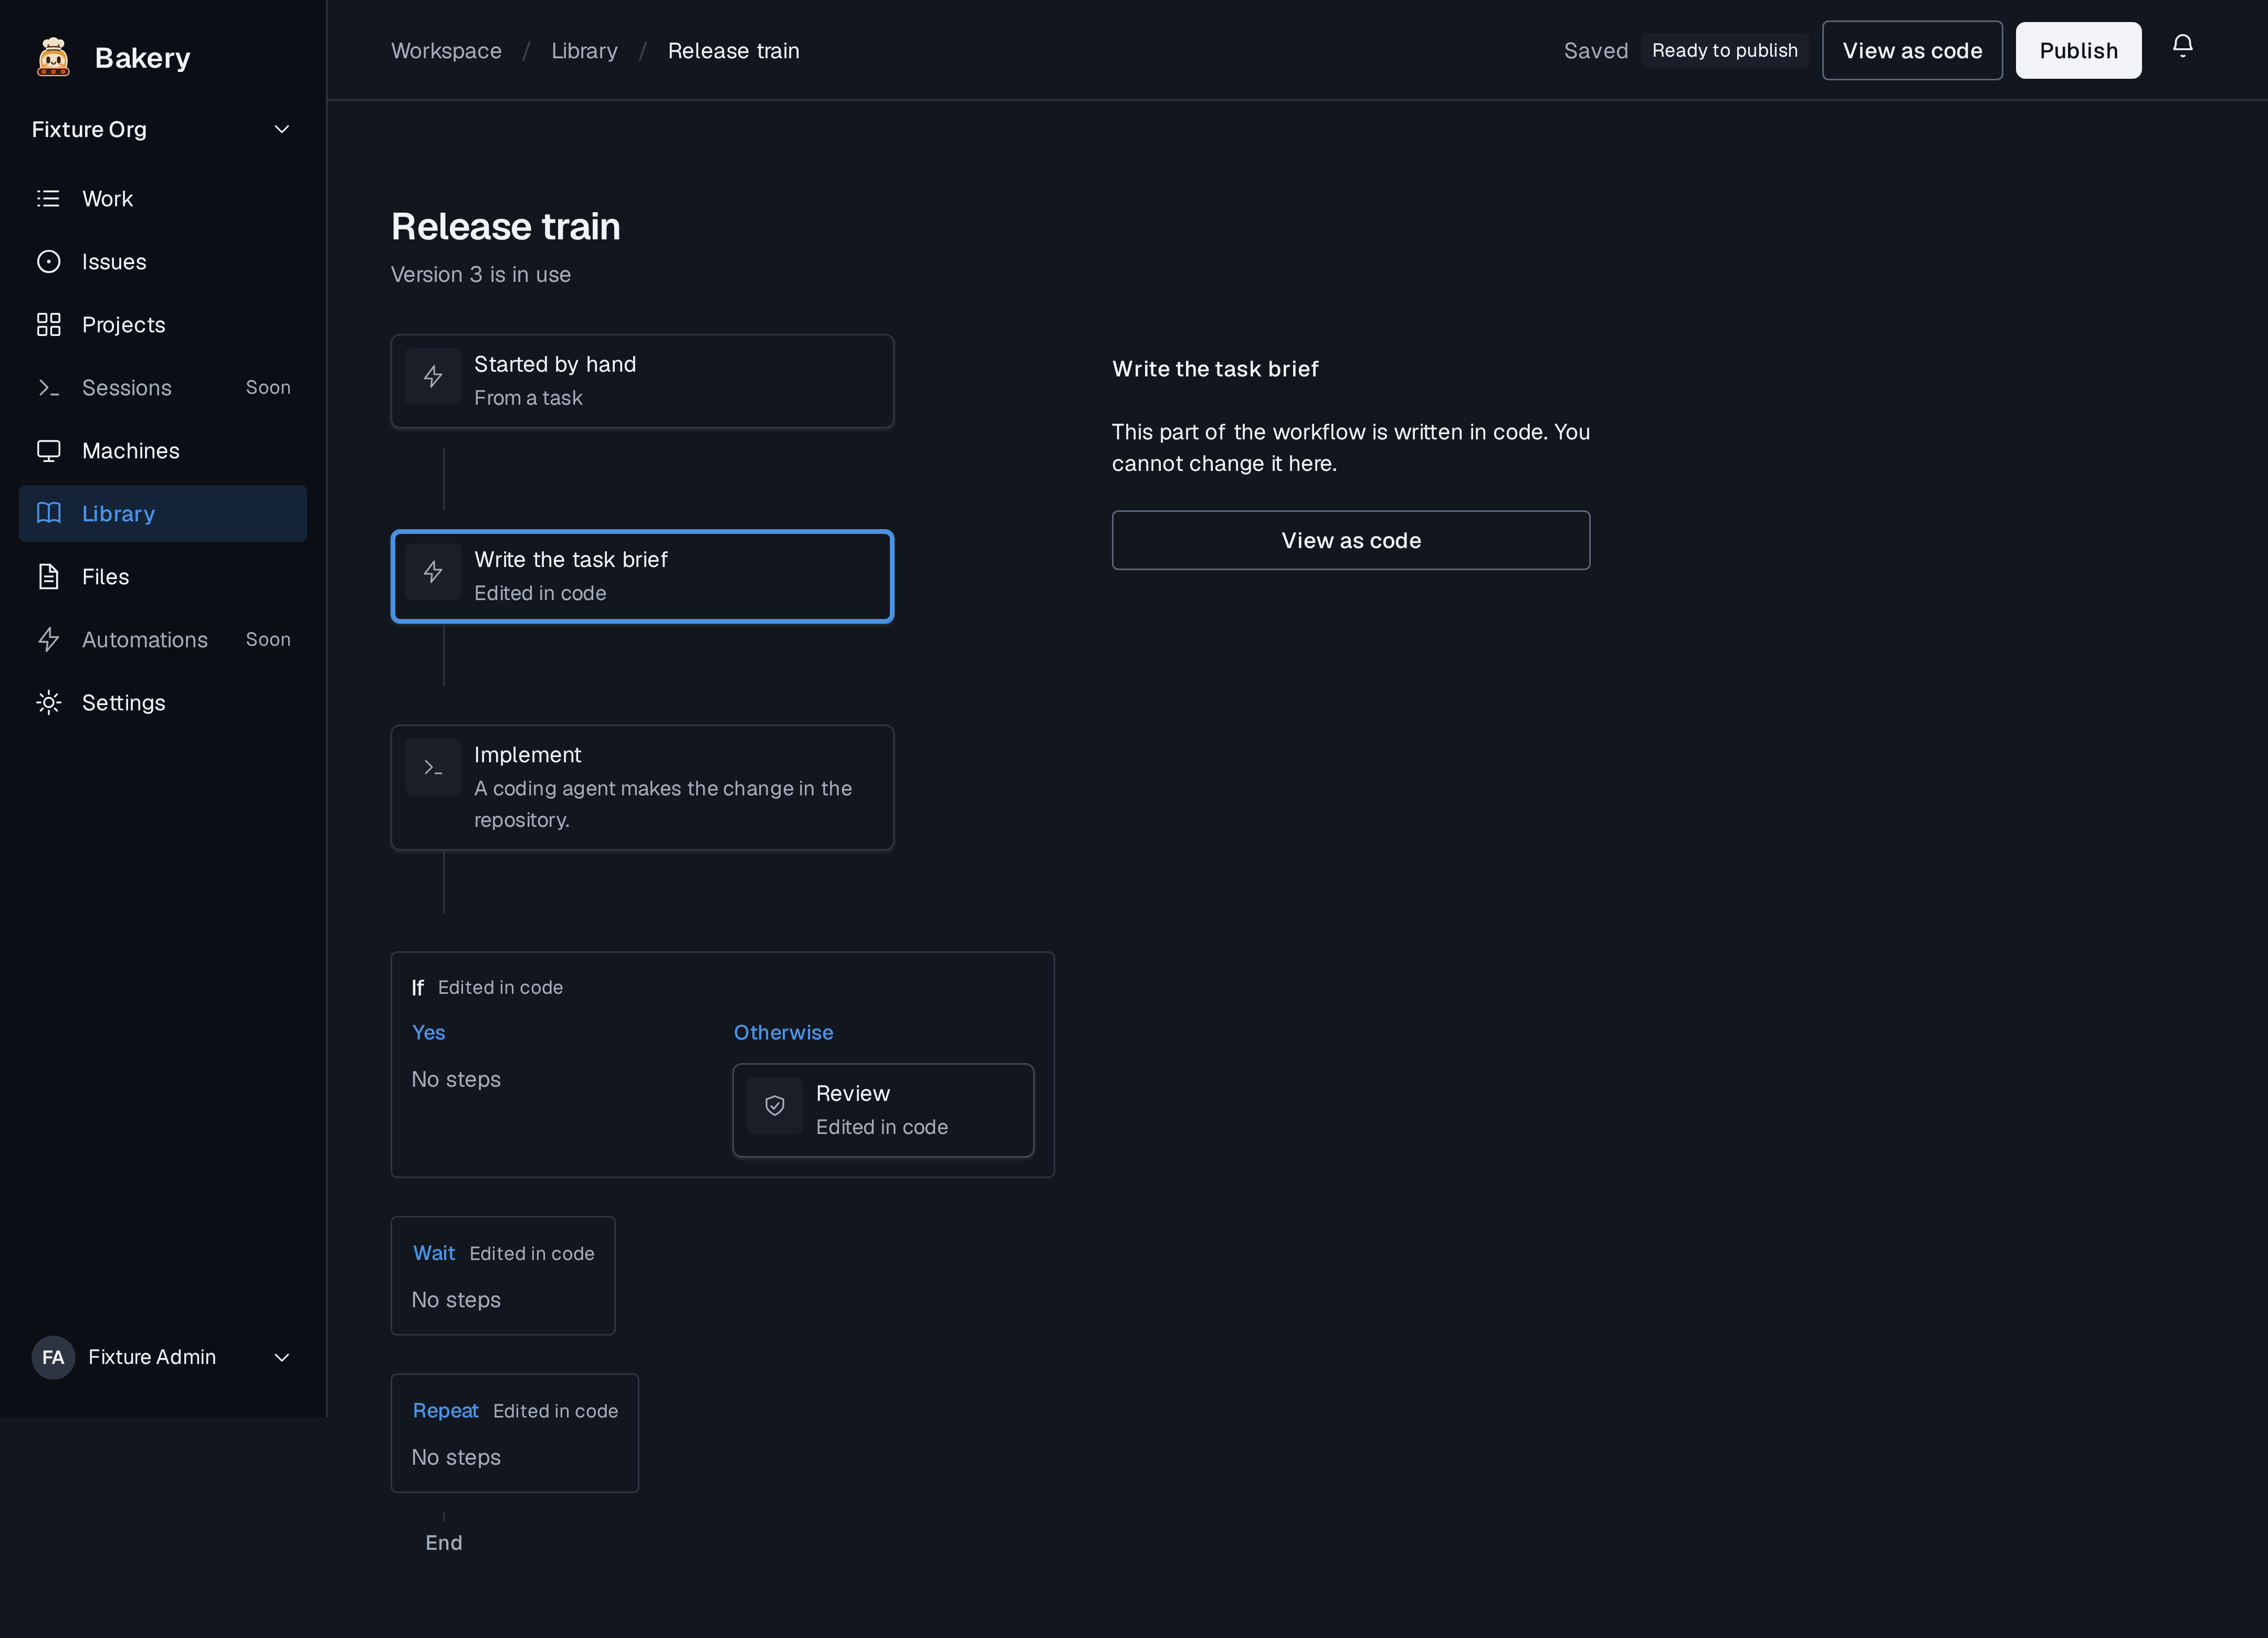 Bakery
Fixture Org
Work
Issues
Projects
Sessions Soon
Machines
Library
Files
Automations Soon
Settings
FA Fixture Admin
Workspace / Library / Release train
Saved Ready to publish View as code Publish
Release train
Version 3 is in use
Started by hand
From a task
Write the task brief
Edited in code
Implement
A coding agent makes the change in the
repository.
If Edited in code
Yes Otherwise
No steps
Review
Edited in code
Wait Edited in code
No steps
Repeat Edited in code
No steps
End
Write the task brief
This part of the workflow is written in code. You
cannot change it here.
View as code